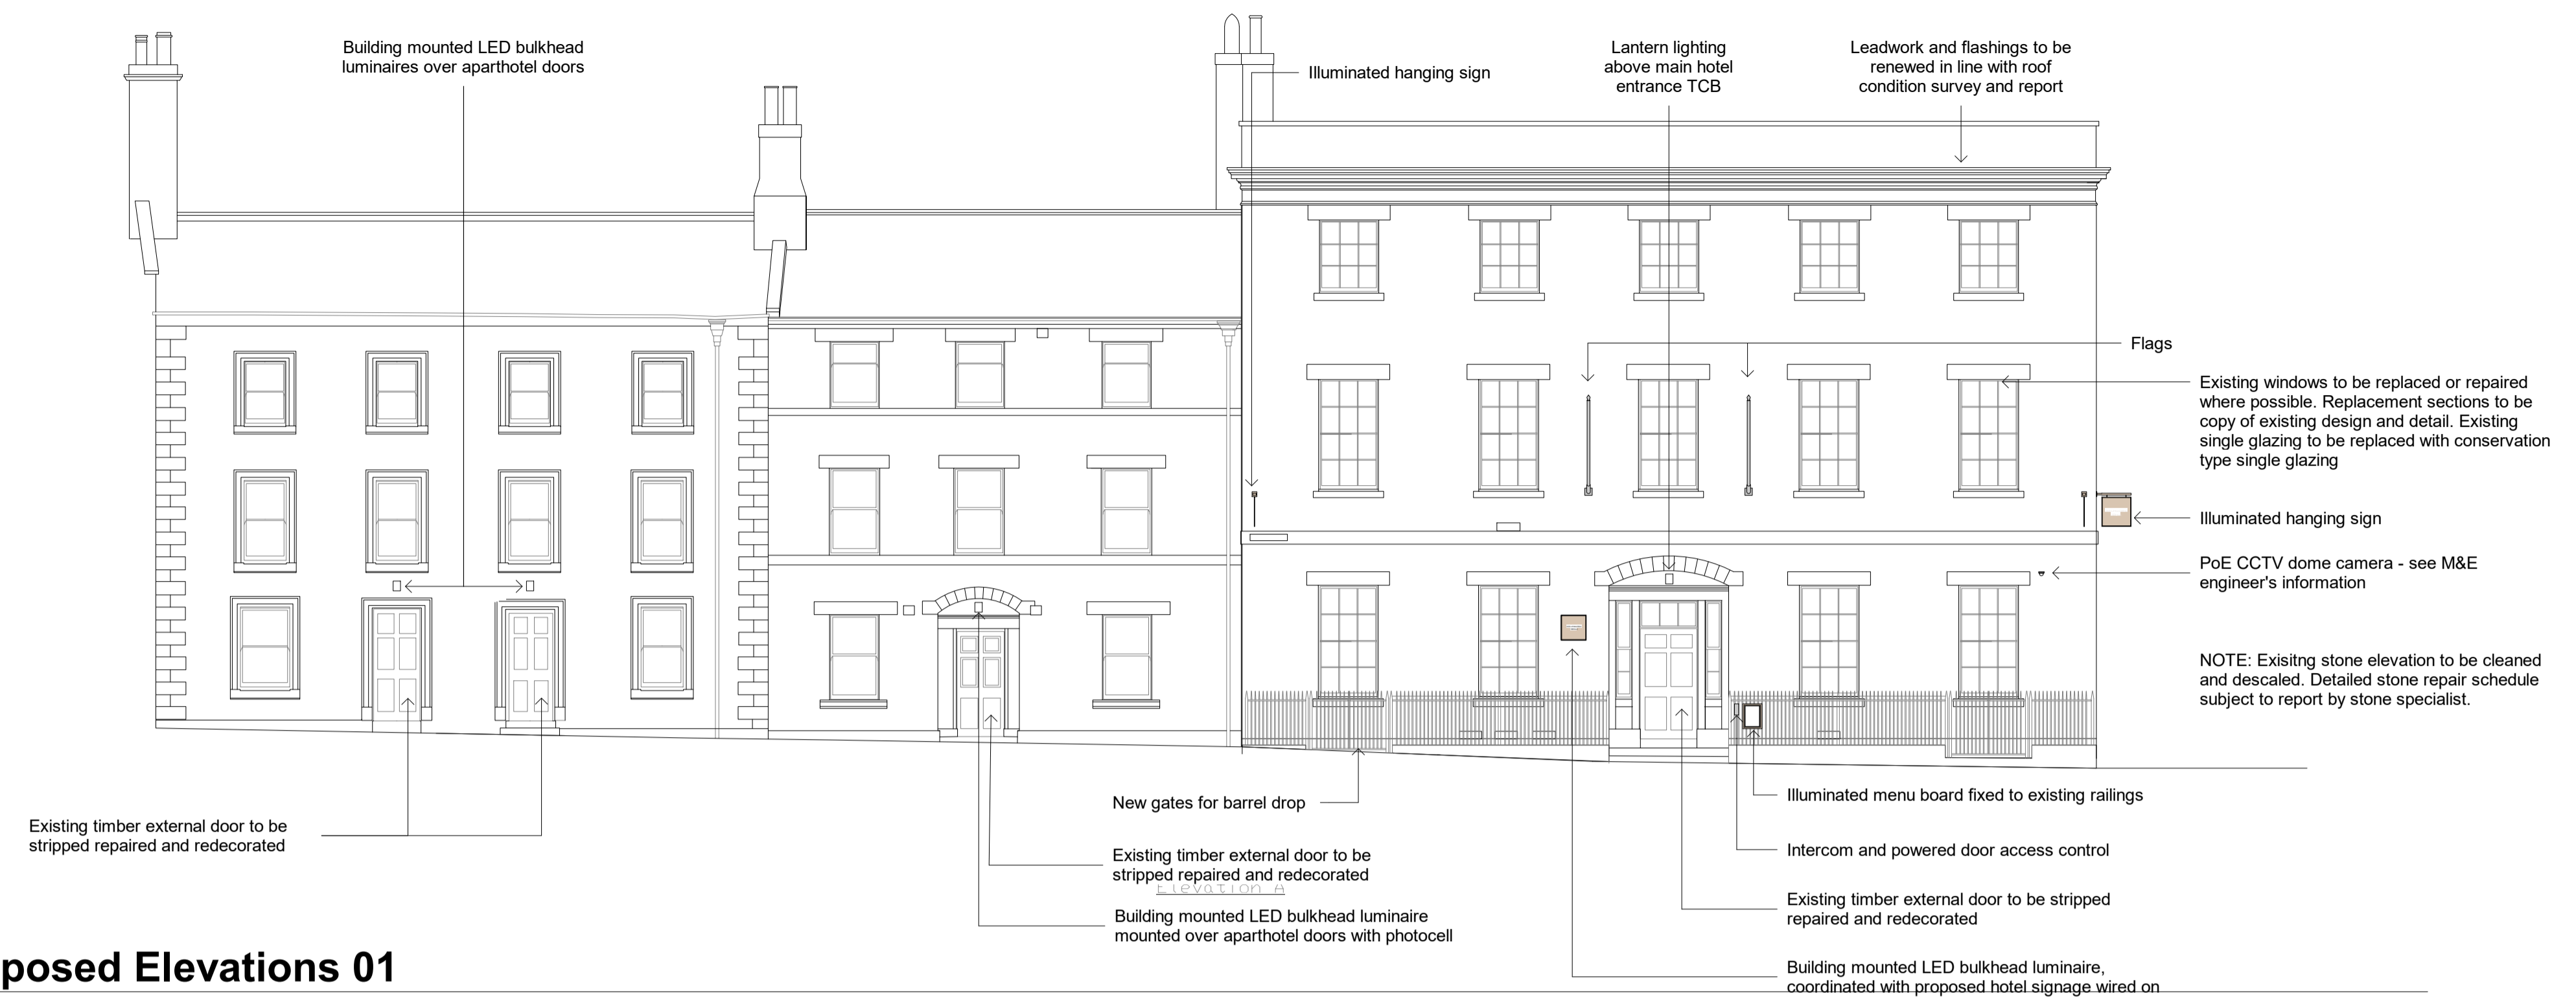 Building mounted LED bulkhead
luminaires over aparthotel doors
Illuminated hanging sign
Lantern lighting
above main hotel
entrance TCB
Leadwork and flashings to be
renewed in line with roof
condition survey and report
Flags
Existing windows to be replaced or repaired
where possible. Replacement sections to be
copy of existing design and detail. Existing
single glazing to be replaced with conservation
type single glazing
Illuminated hanging sign
PoE CCTV dome camera - see M&E
engineer's information
NOTE: Exisitng stone elevation to be cleaned
and descaled. Detailed stone repair schedule
subject to report by stone specialist.
Existing timber external door to be
stripped repaired and redecorated
New gates for barrel drop
Existing timber external door to be
stripped repaired and redecorated
Elevation A
Building mounted LED bulkhead luminaire
mounted over aparthotel doors with photocell
Illuminated menu board fixed to existing railings
Intercom and powered door access control
Existing timber external door to be stripped
repaired and redecorated
Building mounted LED bulkhead luminaire,
coordinated with proposed hotel signage wired on
posed Elevations 01